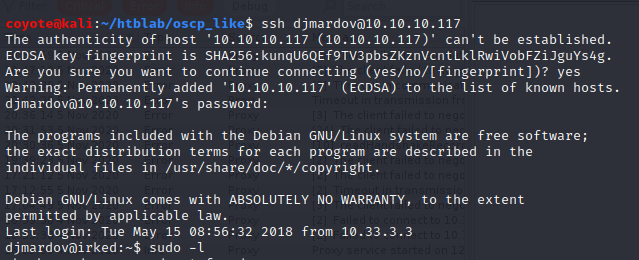 coyote@kali:~/htblab/oscp_like$ ssh djmardov@10.10.10.117
The authenticity of host '10.10.10.117 (10.10.10.117)' can't be established.
ECDSA key fingerprint is SHA256:kunqU6QEf9TV3pbsZKznVcntLklRwiVobFZiJguYs4g.
Are you sure you want to continue connecting (yes/no/[fingerprint])? yes
Warning: Permanently added '10.10.10.117' (ECDSA) to the list of known hosts.
djmardov@10.10.10.117's password:
The programs included with the Debian GNU/Linux system are free software;
the exact distribution terms for each program are described in the
individual files in /usr/share/doc/*/copyright.
Debian GNU/Linux comes with ABSOLUTELY NO WARRANTY, to the extent
permitted by applicable law.
Last login: Tue May 15 08:56:32 2018 from 10.33.3.3
djmardov@irked:~$ sudo -l